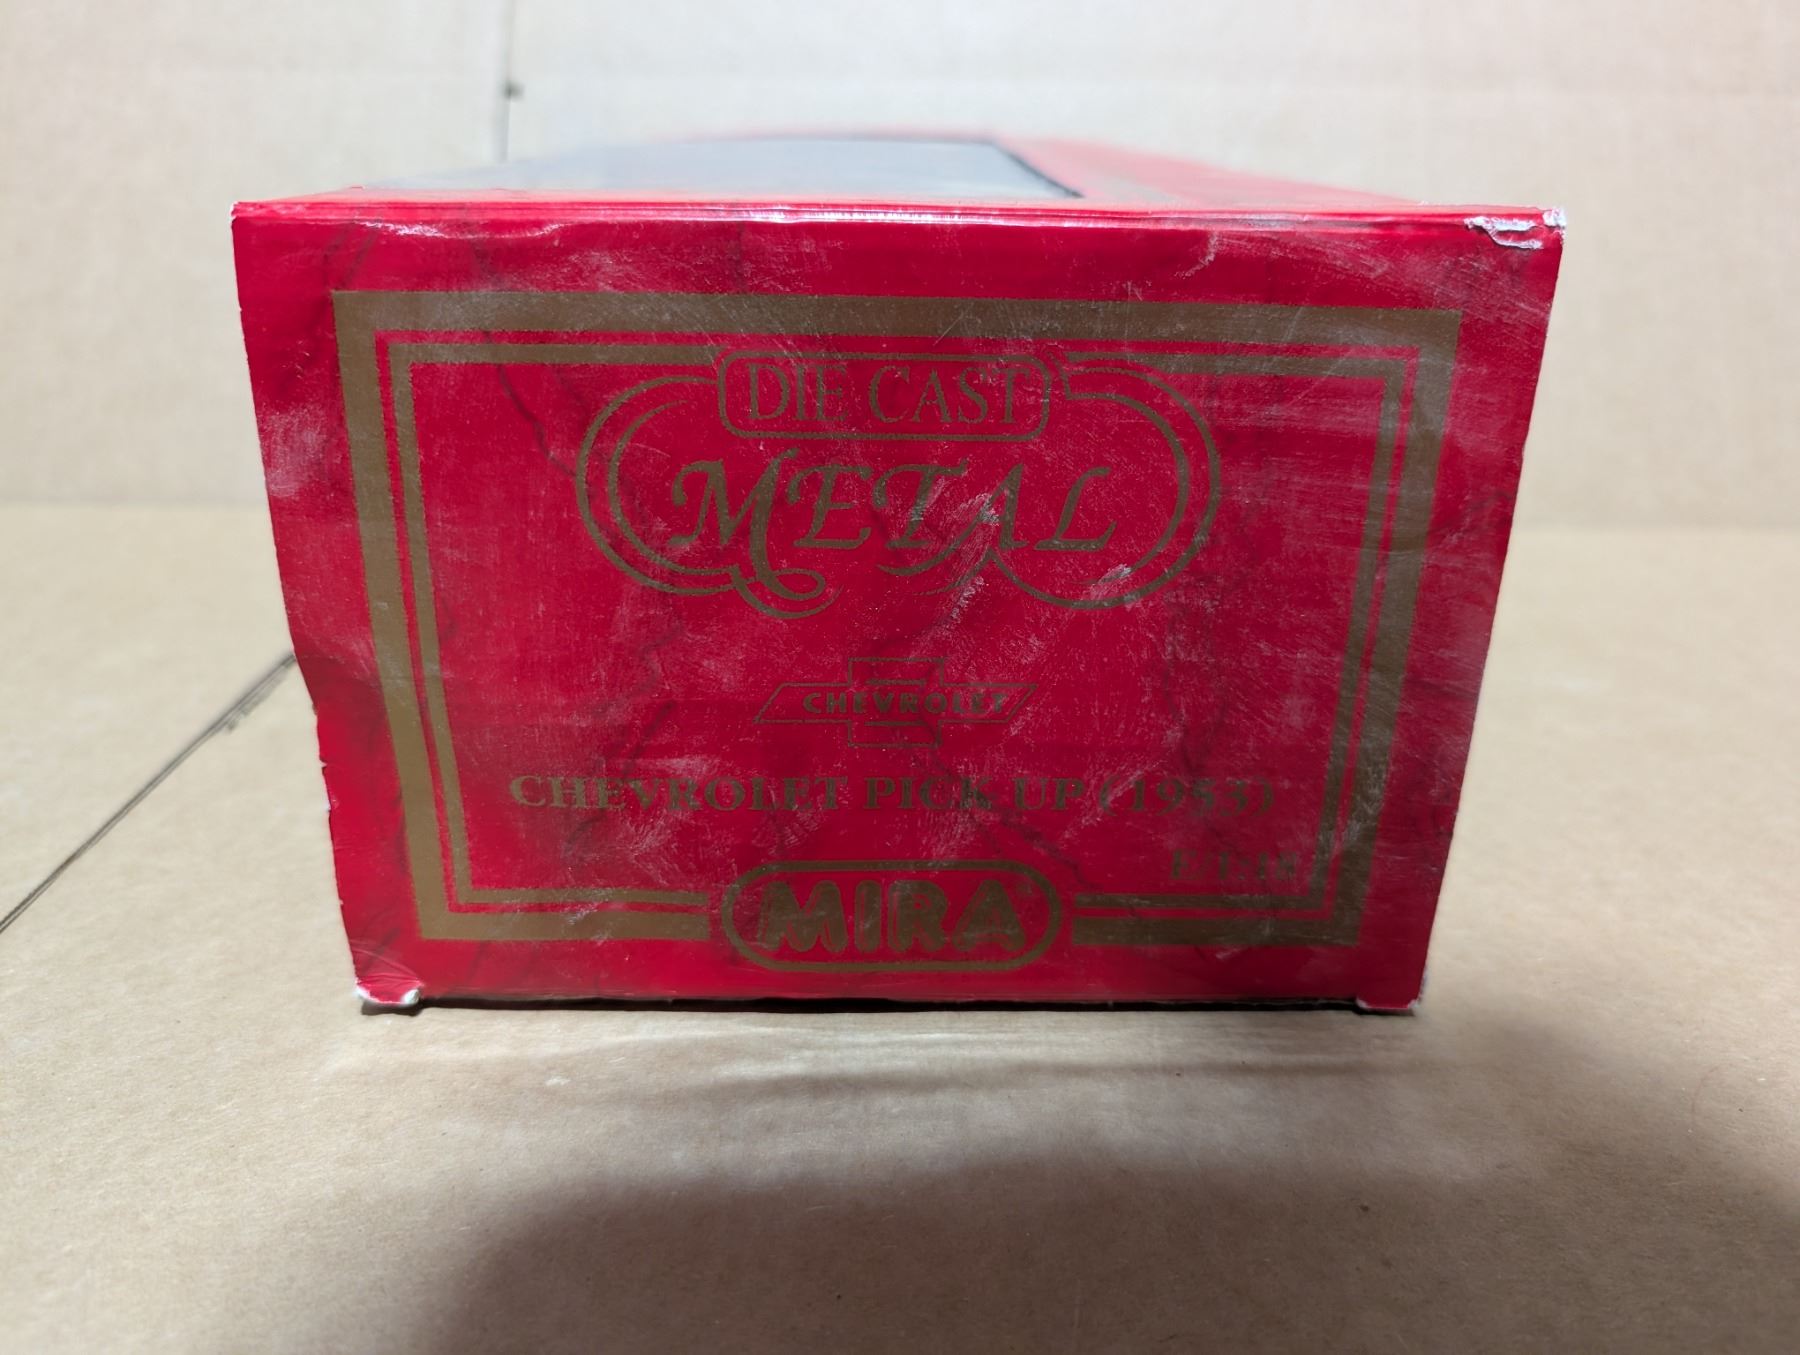 DIE CAST
METAL
CHEVROLET
CHEVROLET PICK UP (1953)
E/1:18
MIRA